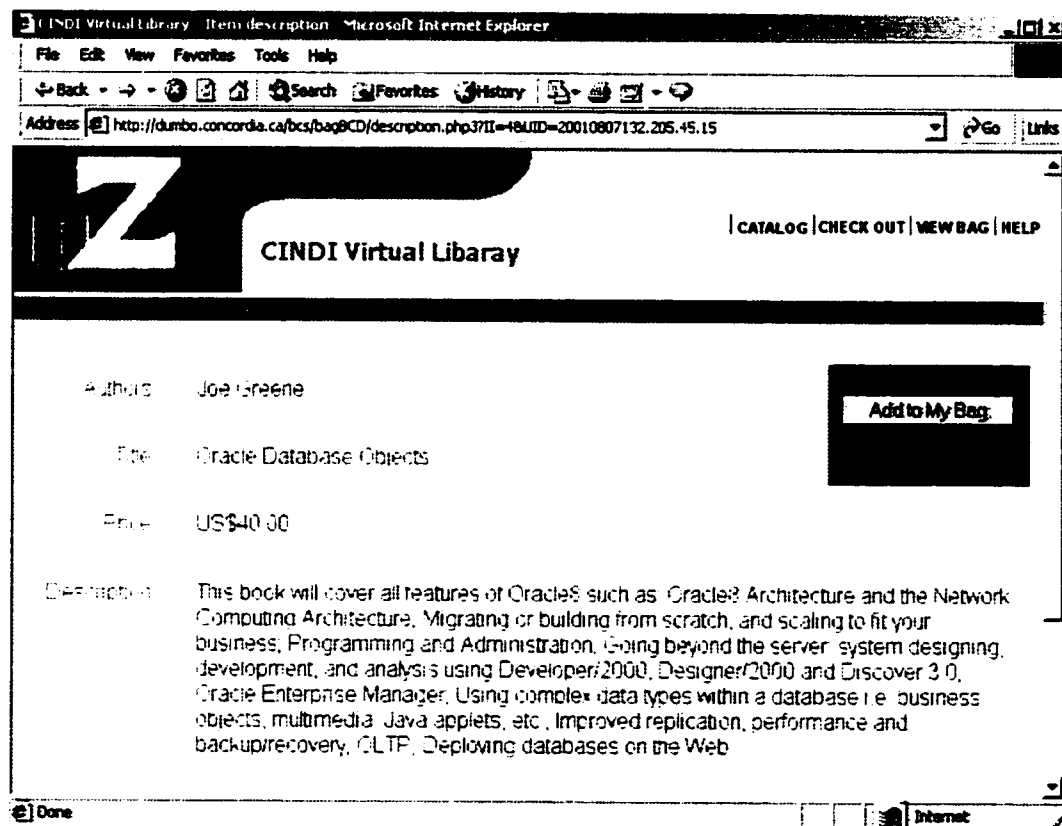 CINDI Virtual Library - Item description - Microsoft Internet Explorer
File Edit View Favorites Tools Help
Back Search Favorites History
Address http://dumbo.concordia.ca/bcs/bagBCD/description.php3?II=4&UID=20010807132.205.45.15 Go Links
Z
CATALOG | CHECK OUT | VIEW BAG | HELP
CINDI Virtual Libaray
Authors Joe Greene
Add to My Bag
Title Oracle Database Objects
Price US$40.00
Description This book will cover all features of Oracle8 such as: Oracle8 Architecture and the Network
Computing Architecture, Migrating or building from scratch, and scaling to fit your
business; Programming and Administration, Going beyond the server: system designing,
development, and analysis using Developer/2000, Designer/2000 and Discover 3.0,
Oracle Enterprise Manager, Using complex data types within a database i.e. business
objects, multimedia, Java applets, etc., Improved replication, performance and
backup/recovery, OLTP, Deploying databases on the Web
Done Internet